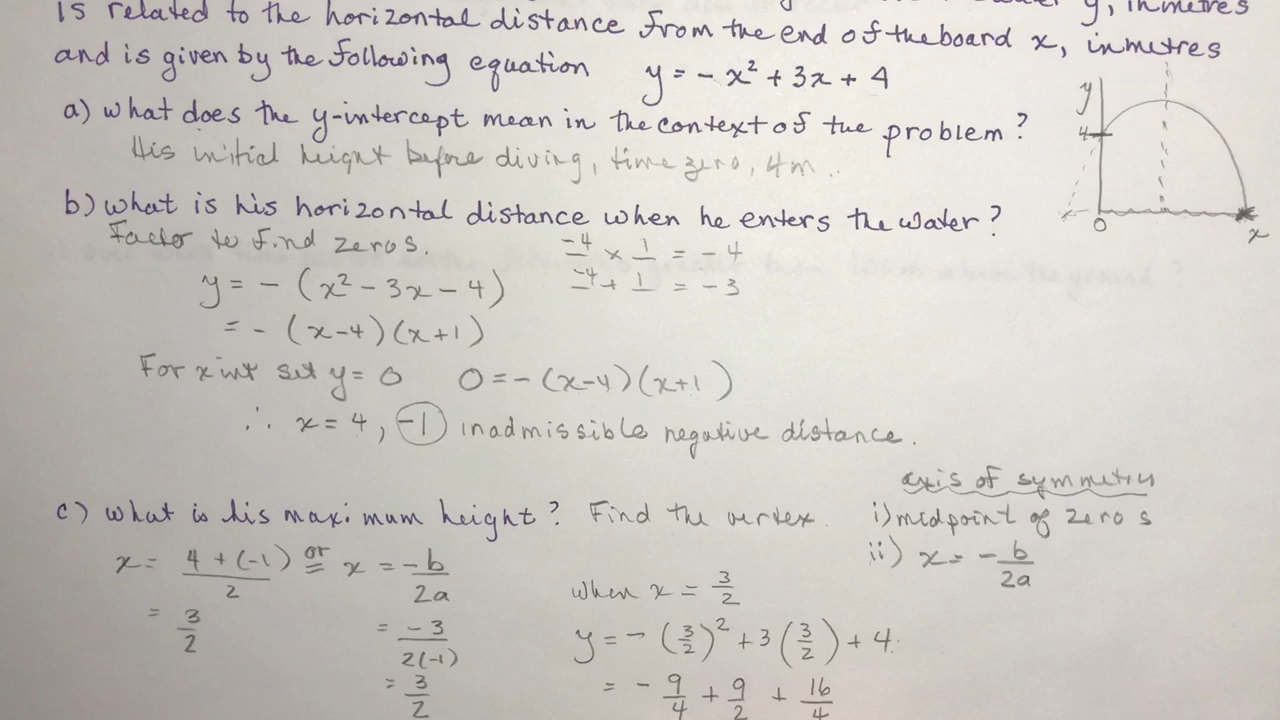 is related to the horizontal distance from the end of the board x, in metres
y, in metres
and is given by the following equation y = - x² + 3x + 4
a) what does the y-intercept mean in the context of the problem?
His initial height before diving, time zero, 4m..
y
4
0
x
b) what is his horizontal distance when he enters the water?
Factor to find zeros.
-4 × 1 = -4
-4 + 1 = -3
y = - (x² - 3x - 4)
= - (x-4)(x+1)
For x int set y = 0 0 = - (x-4)(x+1)
∴ x = 4, -1 inadmissible negative distance.
axis of symmetry
i) midpoint of zeros
ii) x = -b/2a
c) what is his maximum height? Find the vertex
x = 4 + (-1)/2 or x = -b/2a
= 3/2
= -3/2(-1)
= 3/2
when x = 3/2
y = - (3/2)² + 3(3/2) + 4.
= - 9/4 + 9/2 + 16/4